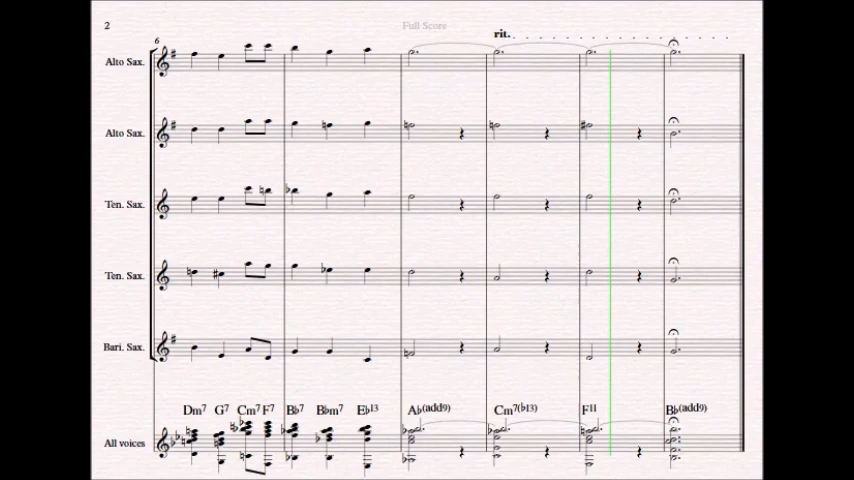 2
Full Score
rit.
6
Alto Sax.
Alto Sax.
Ten. Sax.
Ten. Sax.
Bari. Sax.
Dm7 G7 Cm7 F7 Bb7 Bbm7 Eb13 Ab(add9) Cm7(b13) F11 Bb(add9)
All voices